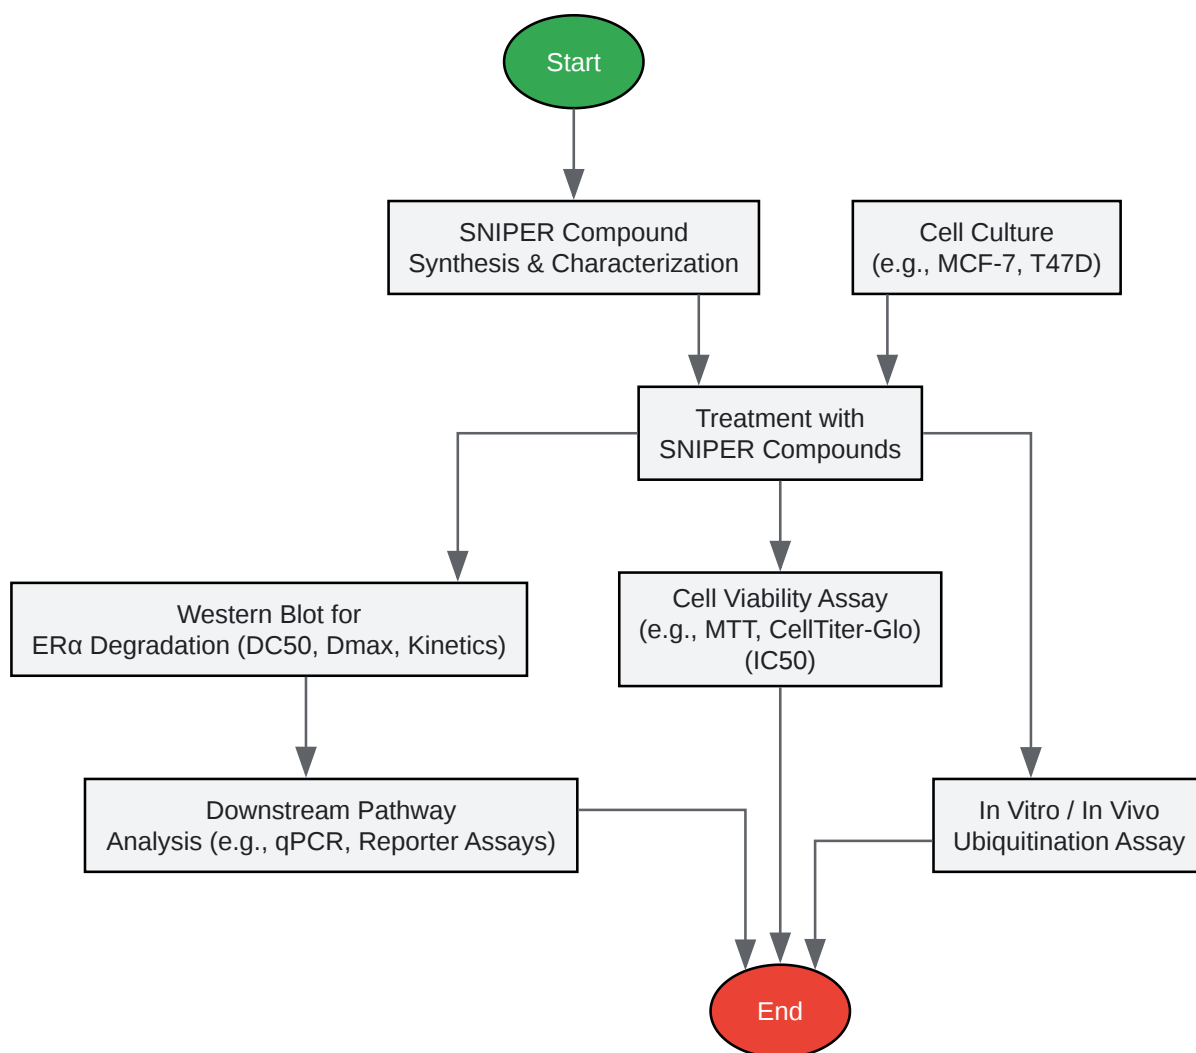 Start
SNIPER Compound
Synthesis & Characterization
Cell Culture
(e.g., MCF-7, T47D)
Treatment with
SNIPER Compounds
Western Blot for
ERα Degradation (DC50, Dmax, Kinetics)
Cell Viability Assay
(e.g., MTT, CellTiter-Glo)
(IC50)
Downstream Pathway
Analysis (e.g., qPCR, Reporter Assays)
In Vitro / In Vivo
Ubiquitination Assay
End